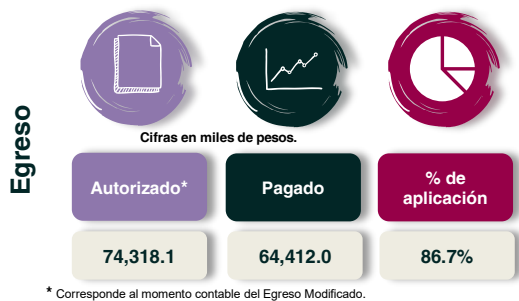 Egreso
Cifras en miles de pesos.
Autorizado*
Pagado
% de
aplicación
74,318.1
64,412.0
86.7%
* Corresponde al momento contable del Egreso Modificado.